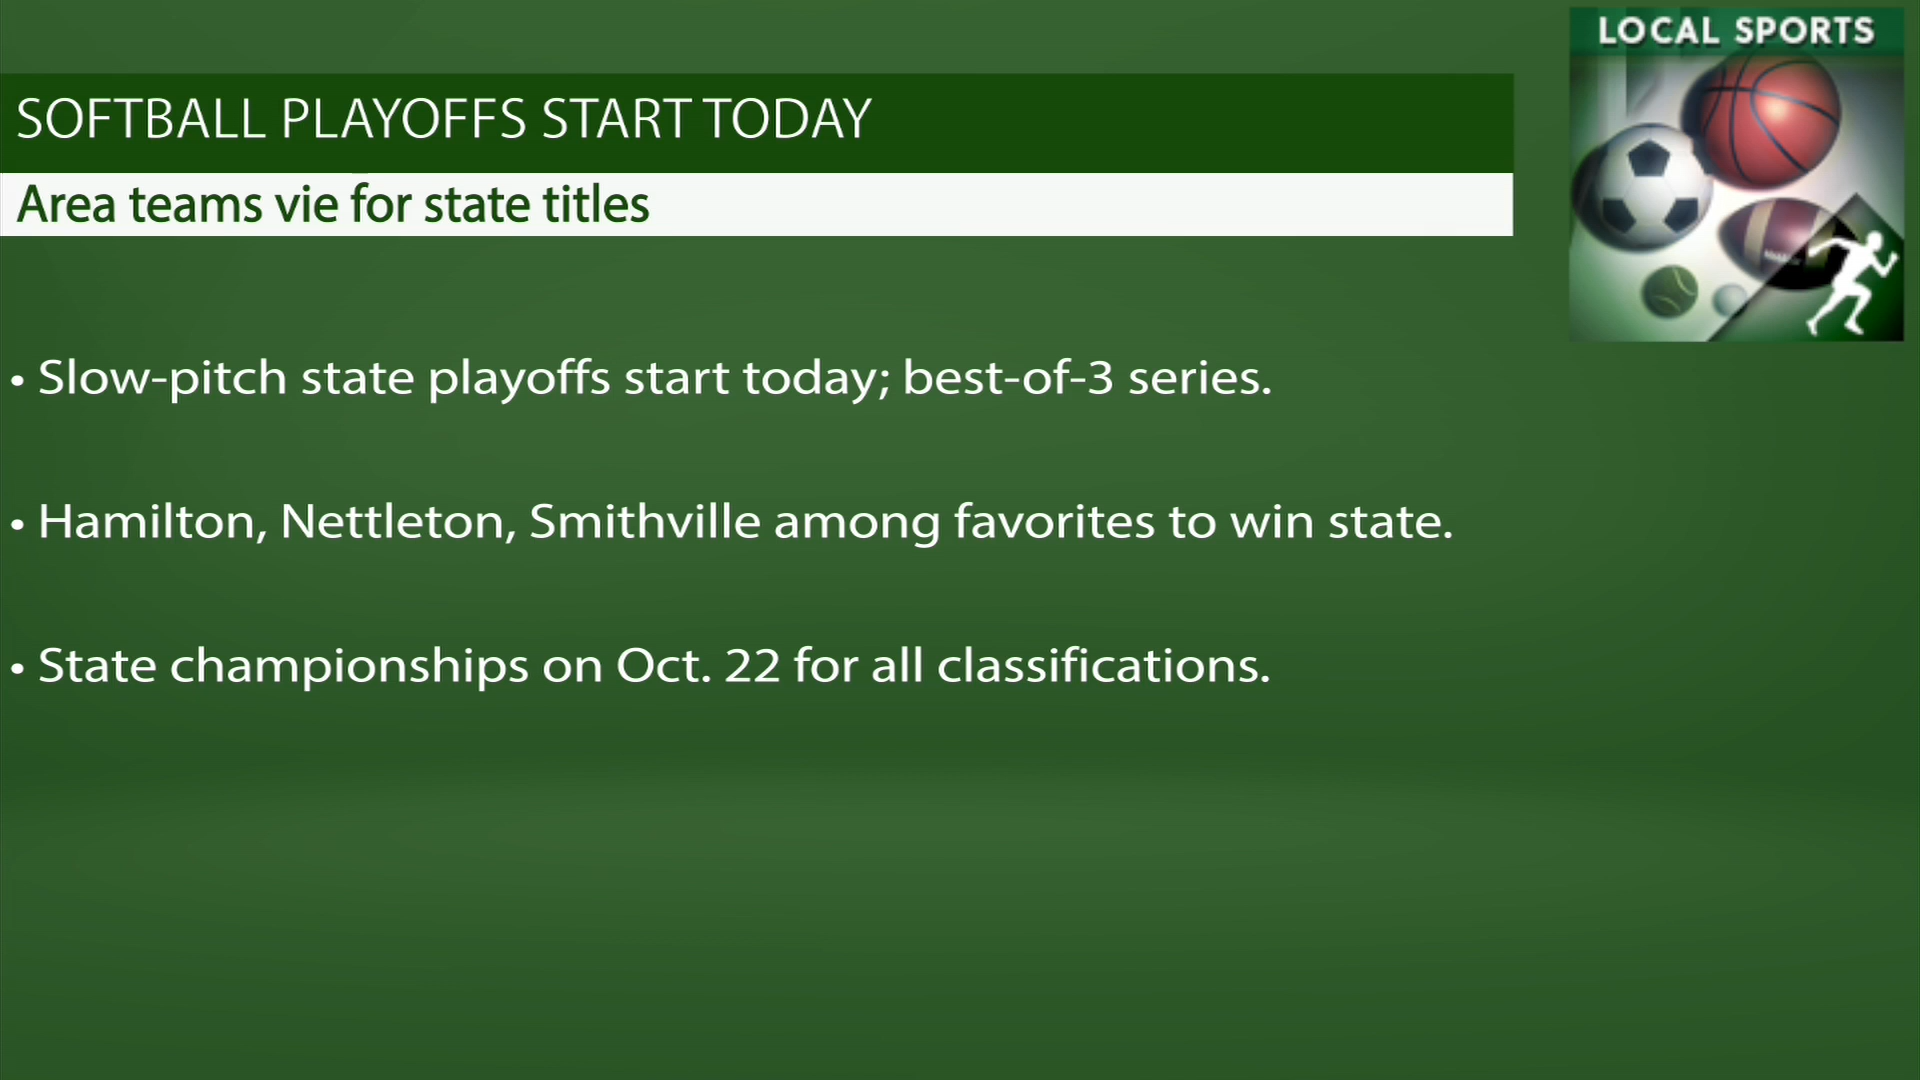 LOCAL SPORTS
SOFTBALL PLAYOFFS START TODAY
Area teams vie for state titles
• Slow-pitch state playoffs start today; best-of-3 series.
• Hamilton, Nettleton, Smithville among favorites to win state.
• State championships on Oct. 22 for all classifications.